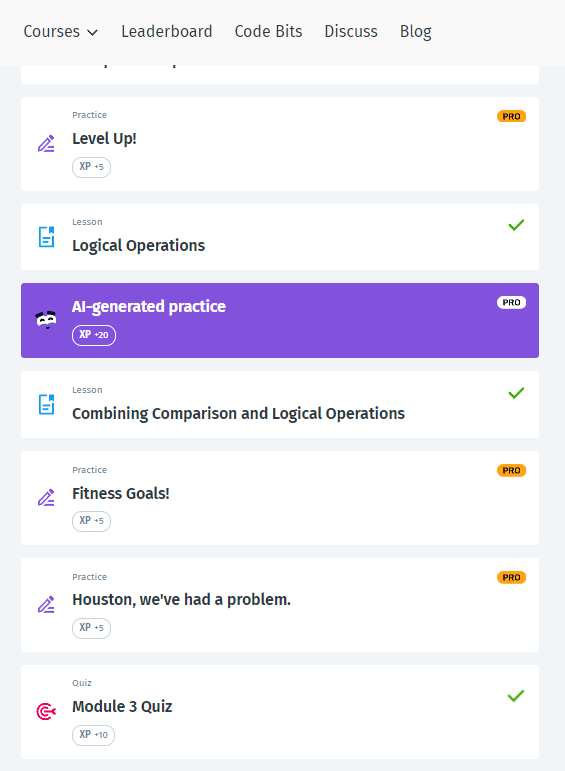 Courses Leaderboard Code Bits Discuss Blog
Practice
PRO
Level Up!
XP +5
Lesson
Logical Operations
AI-generated practice
PRO
XP +20
Lesson
Combining Comparison and Logical Operations
Practice
PRO
Fitness Goals!
XP +5
Practice
PRO
Houston, we've had a problem.
XP +5
Quiz
Module 3 Quiz
XP +10